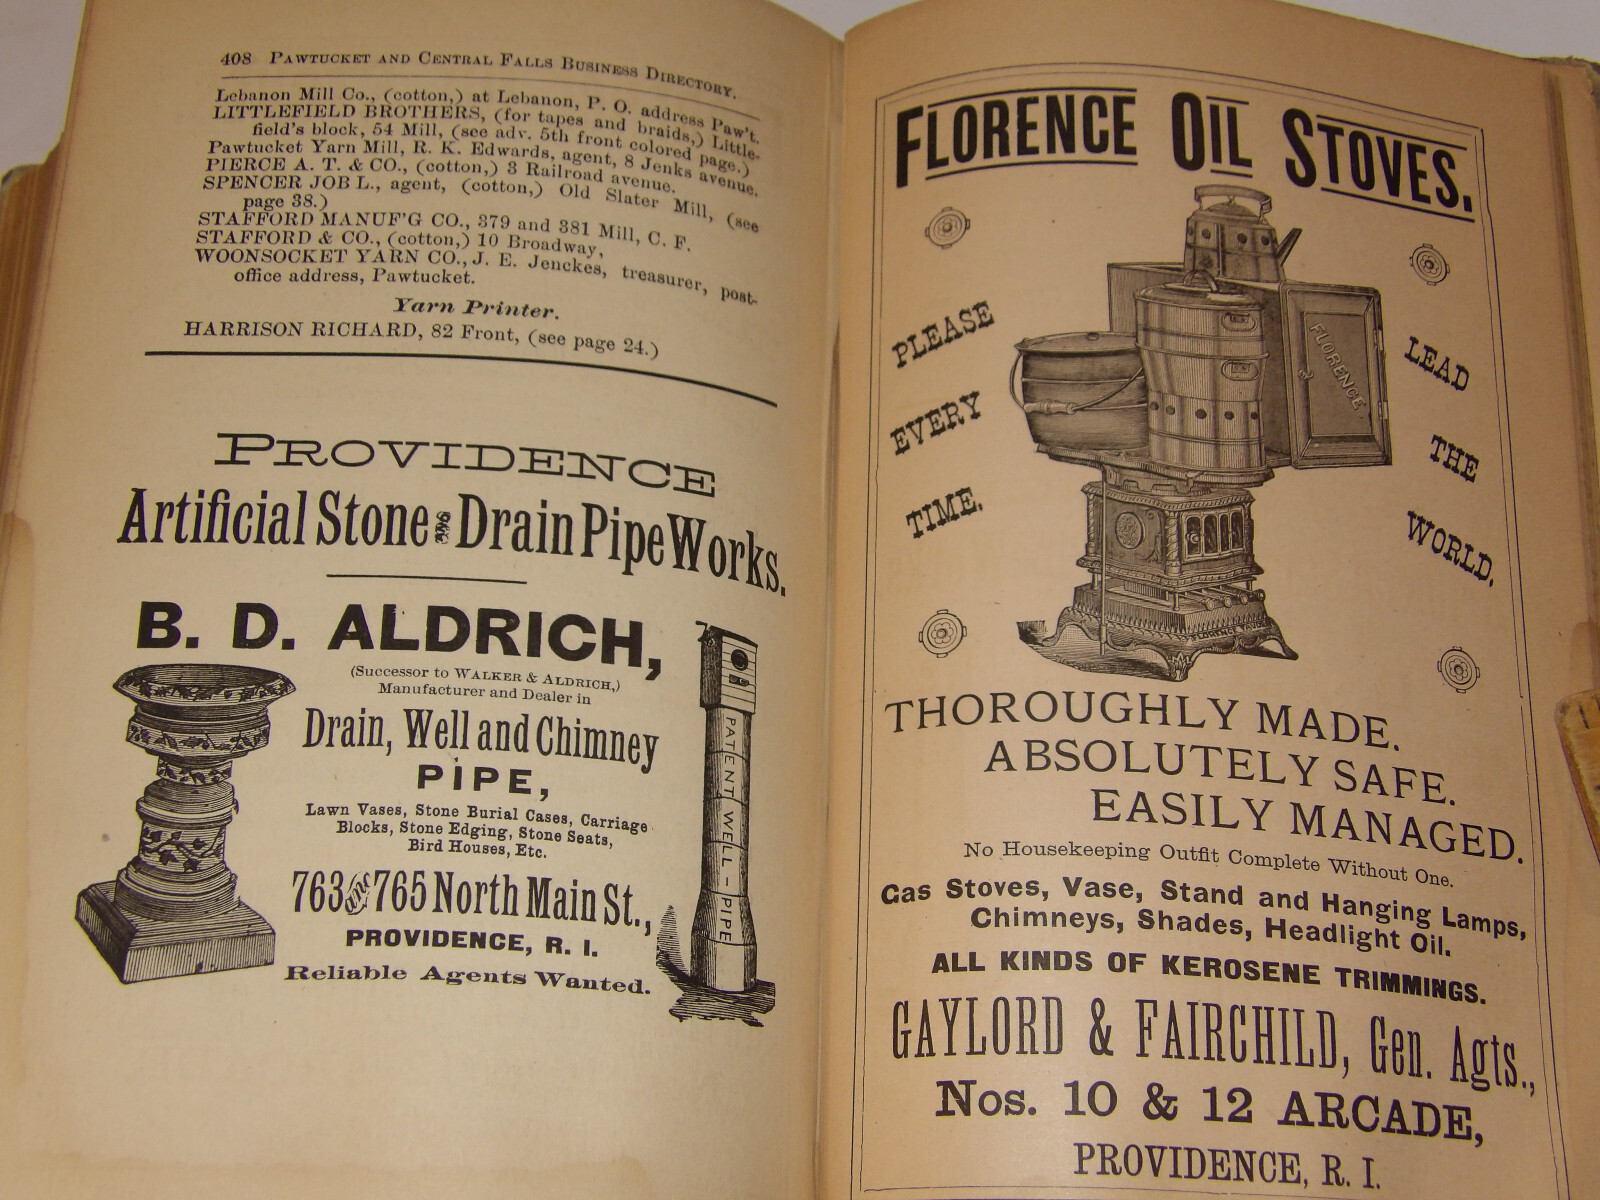 408 PAWTUCKET AND CENTRAL FALLS BUSINESS DIRECTORY.
Lebanon Mill Co., (cotton,) at Lebanon, P. O. address Paw't.
LITTLEFIELD BROTHERS, (for tapes and braids,) Little-
field's block, 54 Mill, (see adv. 5th front colored page.)
Pawtucket Yarn Mill, R. K. Edwards, agent, 8 Jenks avenue.
PIERCE A. T. & CO., (cotton,) 3 Railroad avenue.
SPENCER JOB L., agent, (cotton,) Old Slater Mill, (see
page 38.)
STAFFORD MANUF'G CO., 379 and 381 Mill, C. F.
STAFFORD & CO., (cotton,) 10 Broadway,
WOONSOCKET YARN CO., J. E. Jenckes, treasurer, post-
office address, Pawtucket.
Yarn Printer.
HARRISON RICHARD, 82 Front, (see page 24.)
PROVIDENCE
Artificial Stone and Drain Pipe Works.
B. D. ALDRICH,
(Successor to WALKER & ALDRICH,)
Manufacturer and Dealer in
Drain, Well and Chimney
PIPE,
Lawn Vases, Stone Burial Cases, Carriage
Blocks, Stone Edging, Stone Seats,
Bird Houses, Etc.
763 and 765 North Main St.,
PROVIDENCE, R. I.
Reliable Agents Wanted.
PATENT WELL-PIPE
FLORENCE OIL STOVES.
PLEASE
EVERY
TIME.
LEAD
THE
WORLD.
FLORENCE
FLORENCE
THOROUGHLY MADE.
ABSOLUTELY SAFE.
EASILY MANAGED.
No Housekeeping Outfit Complete Without One.
Gas Stoves, Vase, Stand and Hanging Lamps,
Chimneys, Shades, Headlight Oil.
ALL KINDS OF KEROSENE TRIMMINGS.
GAYLORD & FAIRCHILD, Gen. Agts.,
Nos. 10 & 12 ARCADE,
PROVIDENCE, R. I.